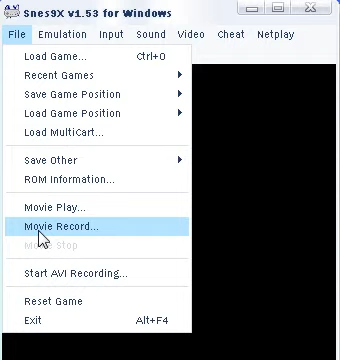 Snes9X v1.53 for Windows
File Emulation Input Sound Video Cheat Netplay
Load Game... Ctrl+O
Recent Games
Save Game Position
Load Game Position
Load MultiCart...
Save Other
ROM Information...
Movie Play...
Movie Record...
Movie Stop
Start AVI Recording...
Reset Game
Exit Alt+F4